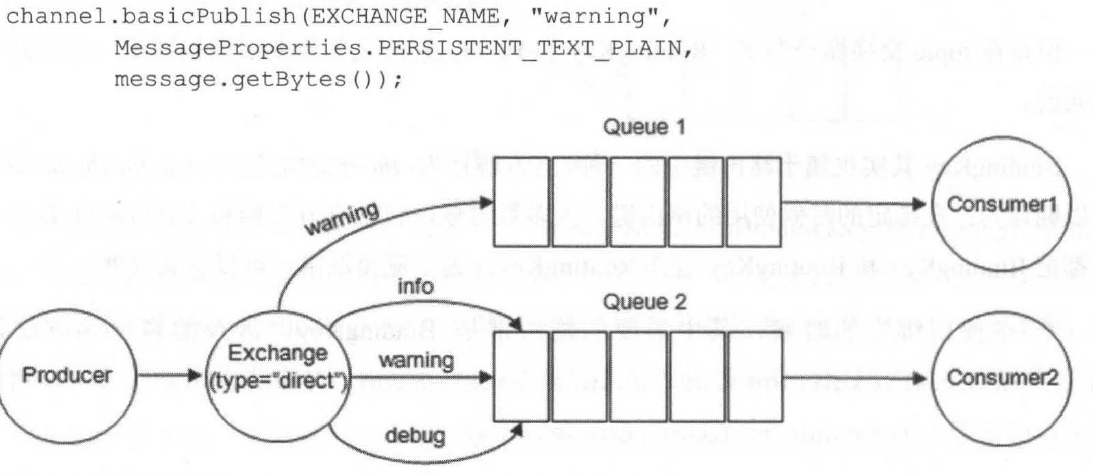 channel.basicPublish(EXCHANGE_NAME, "warning",
MessageProperties.PERSISTENT_TEXT_PLAIN,
message.getBytes());
Queue 1
warning
Consumer1
info
Queue 2
Producer
Exchange
(type="direct")
warning
Consumer2
debug